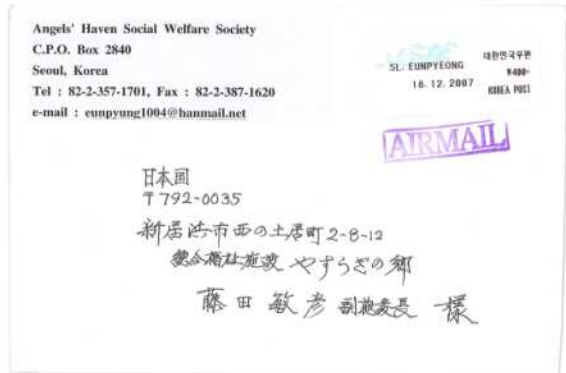 Angels' Haven Social Welfare Society
C.P.O. Box 2840
Seoul, Korea
Tel : 82-2-357-1701, Fax : 82-2-387-1620
e-mail : eunpyung1004@hanmail.net
SL. EUNPYEONG
18. 12. 2007
대한민국우편
₩400-
KOREA POST
AIRMAIL
日本国
〒792-0035
新居浜市西の土居町2-8-12
総合福祉施設 やすらぎの郷
藤田 敏彦 副施設長 様